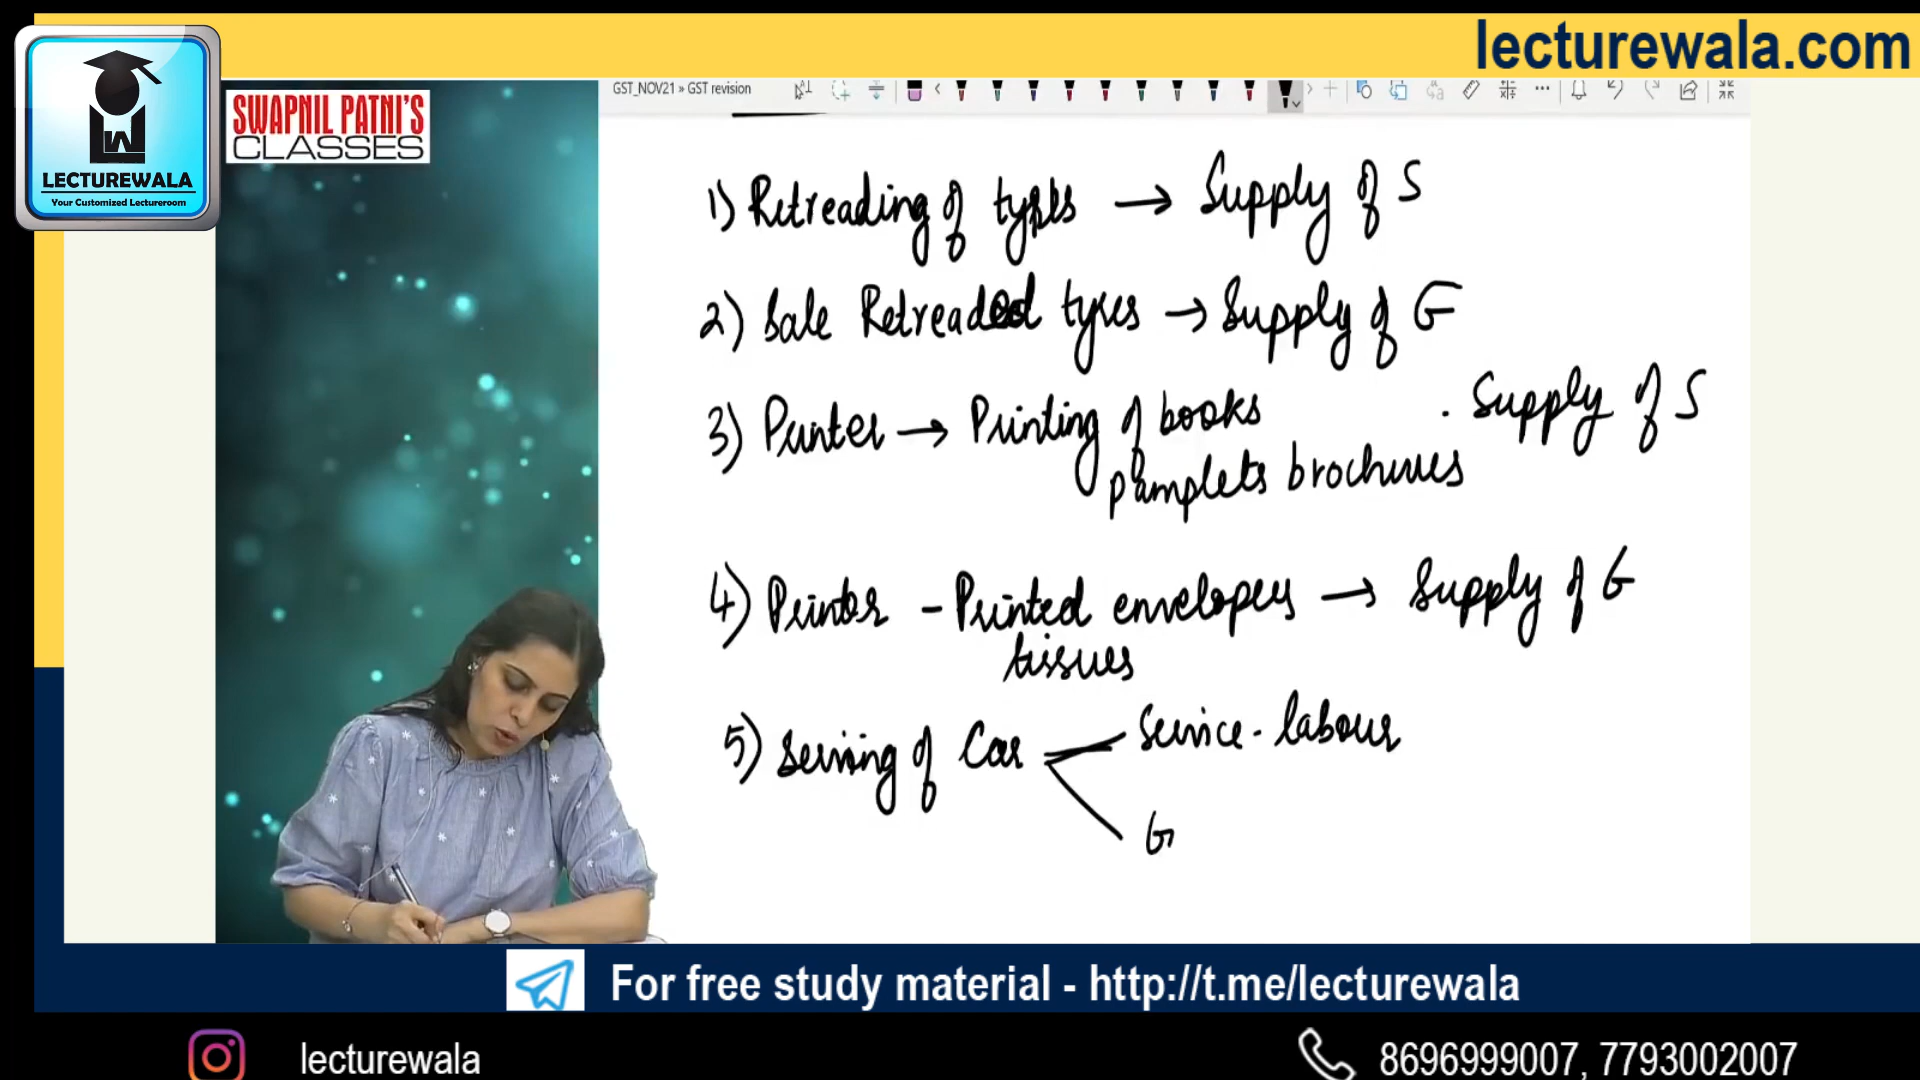 lecturewala.com
LECTUREWALA
Your Customized Lectureroom
SWAPNIL PATNI'S
CLASSES
GST_NOV21 » GST revision
1) Retreading of tyres → Supply of S
2) Sale Retreaded tyres → Supply of G
3) Printer → Printing of books . Supply of S
pamplets brochures
4) Printer - Printed envelopes → Supply of G
tissues
5) Serving of Car Service - labour
G
For free study material - http://t.me/lecturewala
lecturewala
8696999007, 7793002007